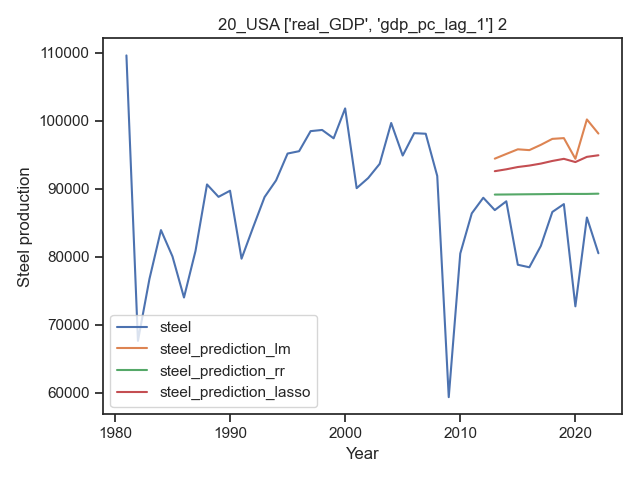 20_USA ['real_GDP', 'gdp_pc_lag_1'] 2
110000
100000
90000
80000
70000
60000
Steel production
steel
steel_prediction_lm
steel_prediction_rr
steel_prediction_lasso
1980
1990
2000
2010
2020
Year